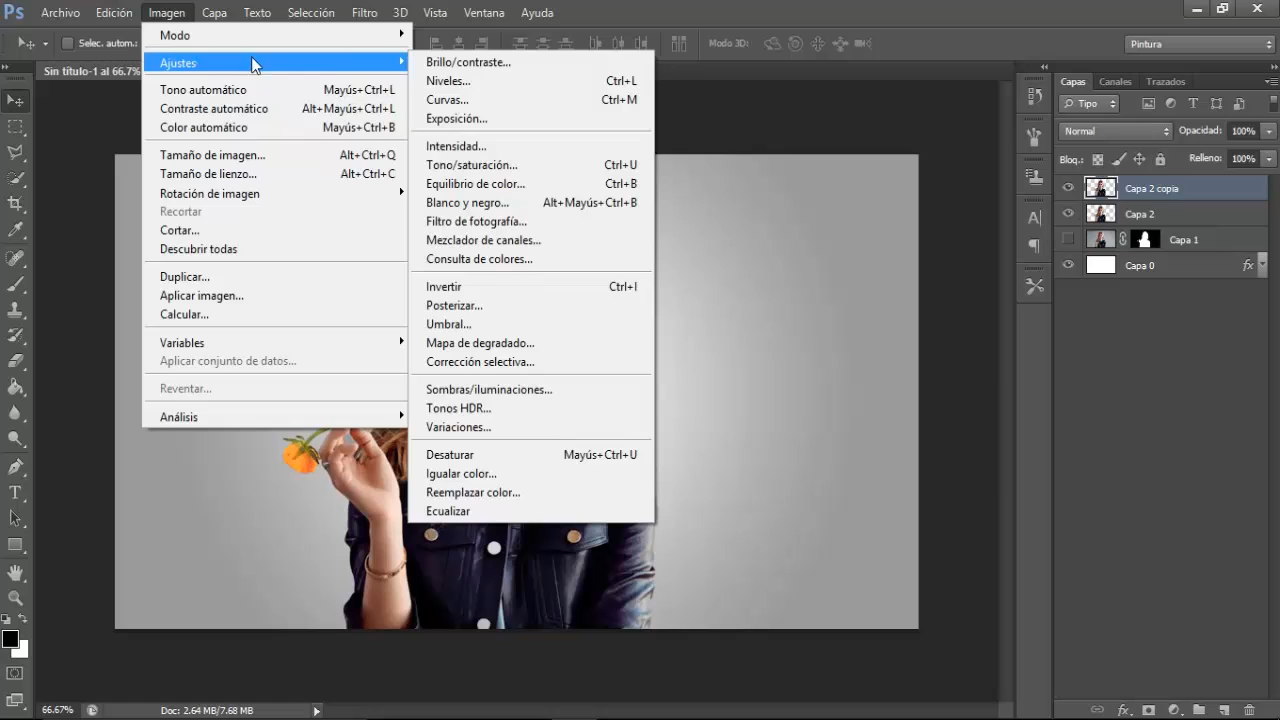 Ps Archivo Edición Imagen Capa Texto Selección Filtro 3D Vista Ventana Ayuda
Selec. autom.: Modo 3D: Pintura
Sin título-1 al 66.7%
Modo
Ajustes
Tono automático Mayús+Ctrl+L
Contraste automático Alt+Mayús+Ctrl+L
Color automático Mayús+Ctrl+B
Tamaño de imagen... Alt+Ctrl+Q
Tamaño de lienzo... Alt+Ctrl+C
Rotación de imagen
Recortar
Cortar...
Descubrir todas
Duplicar...
Aplicar imagen...
Calcular...
Variables
Aplicar conjunto de datos...
Reventar...
Análisis
Brillo/contraste...
Niveles... Ctrl+L
Curvas... Ctrl+M
Exposición...
Intensidad...
Tono/saturación... Ctrl+U
Equilibrio de color... Ctrl+B
Blanco y negro... Alt+Mayús+Ctrl+B
Filtro de fotografía...
Mezclador de canales...
Consulta de colores...
Invertir Ctrl+I
Posterizar...
Umbral...
Mapa de degradado...
Corrección selectiva...
Sombras/iluminaciones...
Tonos HDR...
Variaciones...
Desaturar Mayús+Ctrl+U
Igualar color...
Reemplazar color...
Ecualizar
Capas Canales Trazados
Tipo
Normal Opacidad: 100%
Bloq.: Relleno: 100%
Capa 2 copia
Capa 2
Capa 1
Capa 0 fx
66.67% Doc: 2.64 MB/7.68 MB